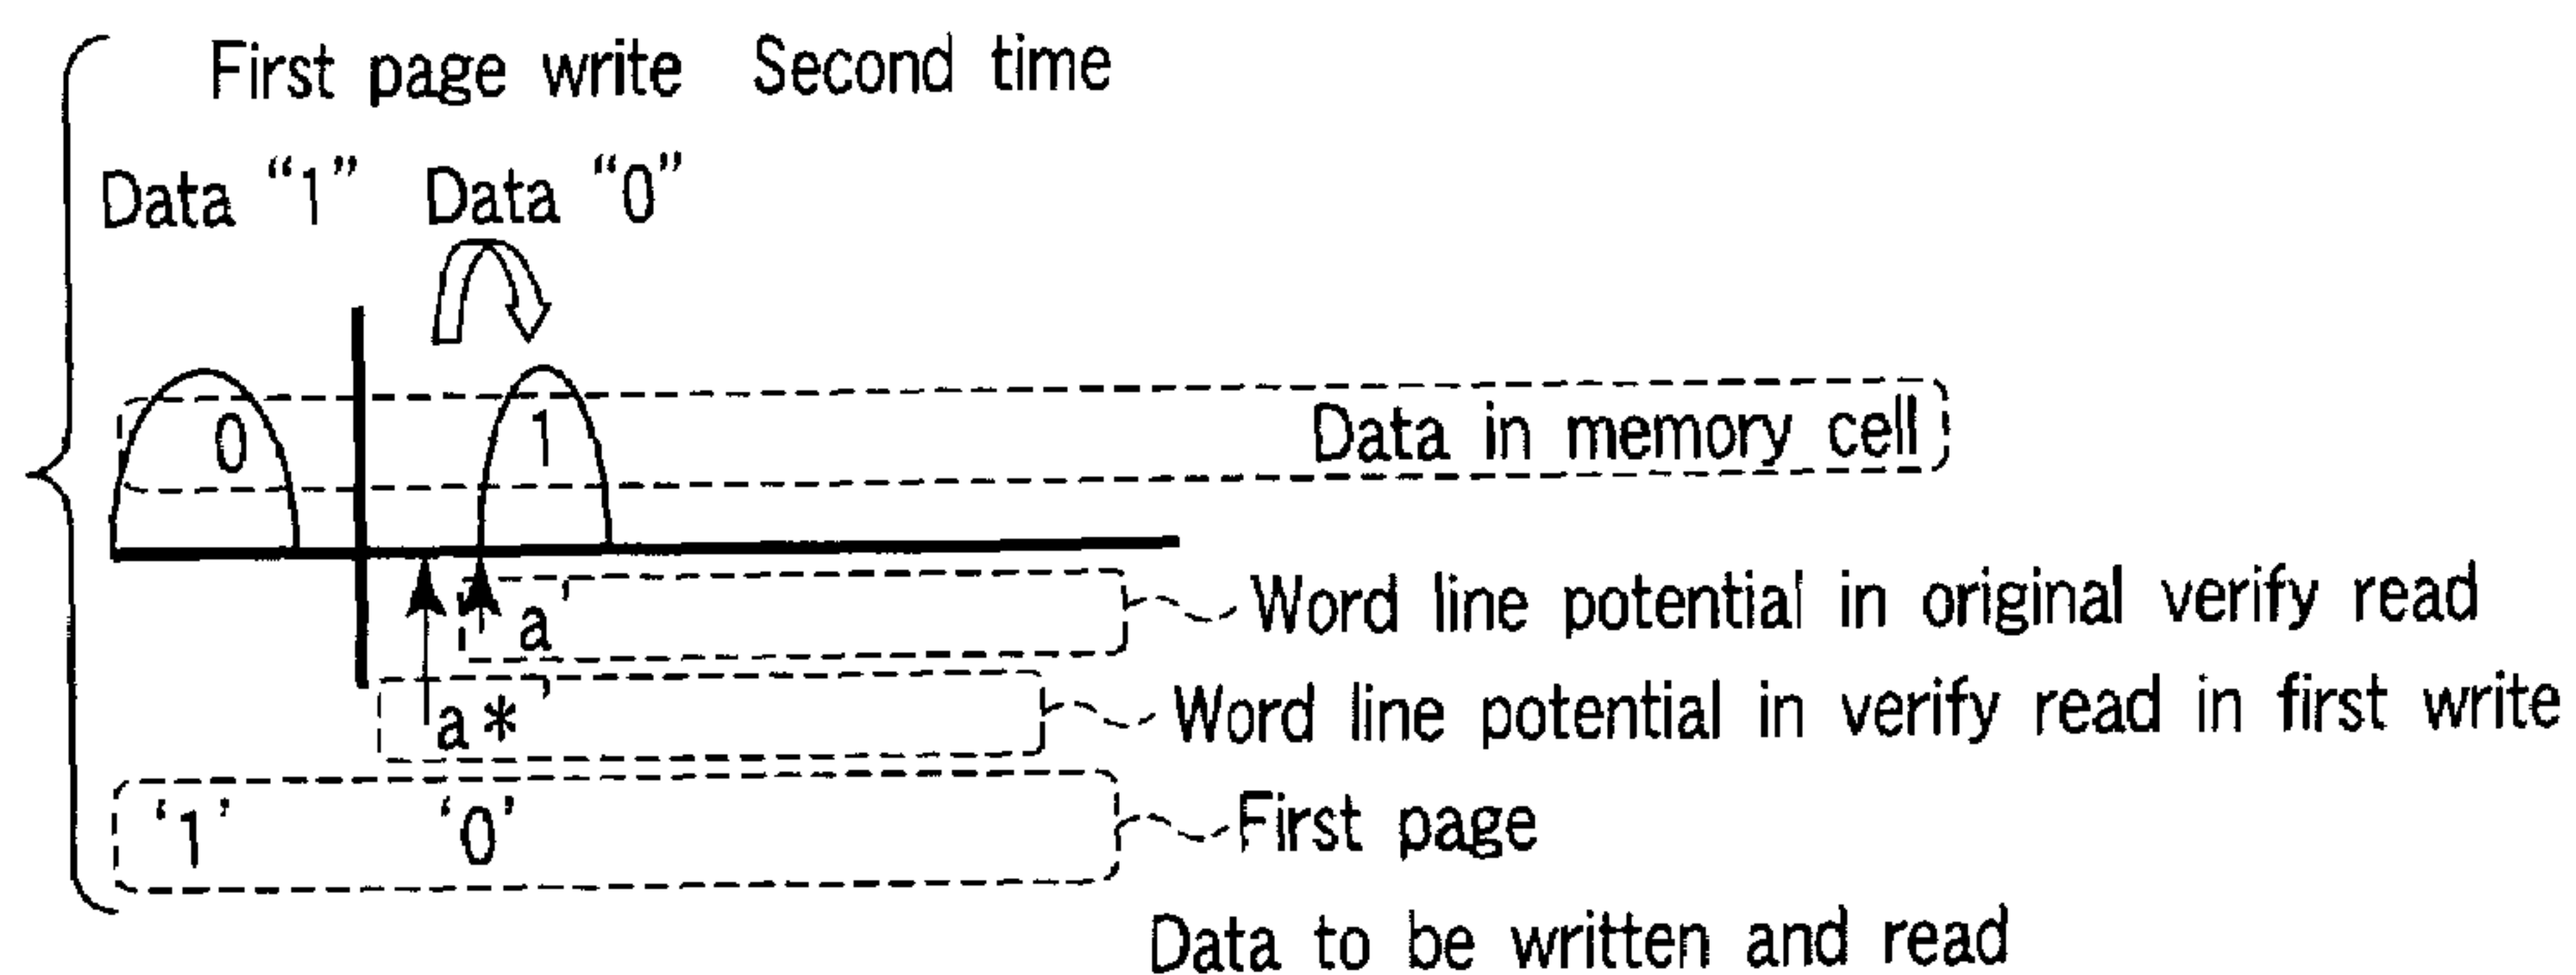 First page write Second time
Data “1” Data “0”
0 1 Data in memory cell
a' Word line potential in original verify read
a*' Word line potential in verify read in first write
‘1’ ‘0’ First page
Data to be written and read